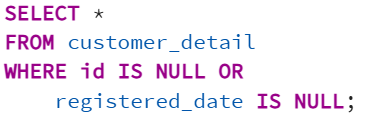 SELECT *
FROM customer_detail
WHERE id IS NULL OR
    registered_date IS NULL;